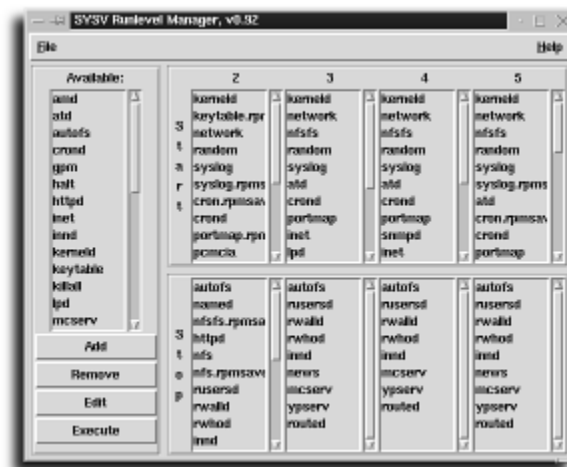 SYSV Runlevel Manager, v0.92
File Help
Available:
amd
atd
autofs
crond
gpm
halt
httpd
inet
innd
kerneld
keytable
killall
lpd
mcserv
Add
Remove
Edit
Execute
2 3 4 5
Start
kerneld
keytable.rpm
network
random
syslog
syslog.rpms
cron.rpmsav
crond
portmap.rpm
pcmcia
kerneld
network
nfsfs
random
syslog
atd
crond
portmap
inet
lpd
kerneld
network
nfsfs
random
syslog
atd
crond
portmap
snmpd
inet
kerneld
network
nfsfs
random
syslog
syslog.rpms
atd
cron.rpmsav
crond
portmap
Stop
autofs
named
nfsfs.rpmsa
httpd
nfs
nfs.rpmsave
rusersd
rwalld
rwhod
innd
autofs
rusersd
rwalld
rwhod
innd
news
mcserv
ypserv
routed
autofs
rusersd
rwalld
rwhod
innd
mcserv
ypserv
routed
autofs
rusersd
rwalld
rwhod
innd
news
mcserv
ypserv
routed